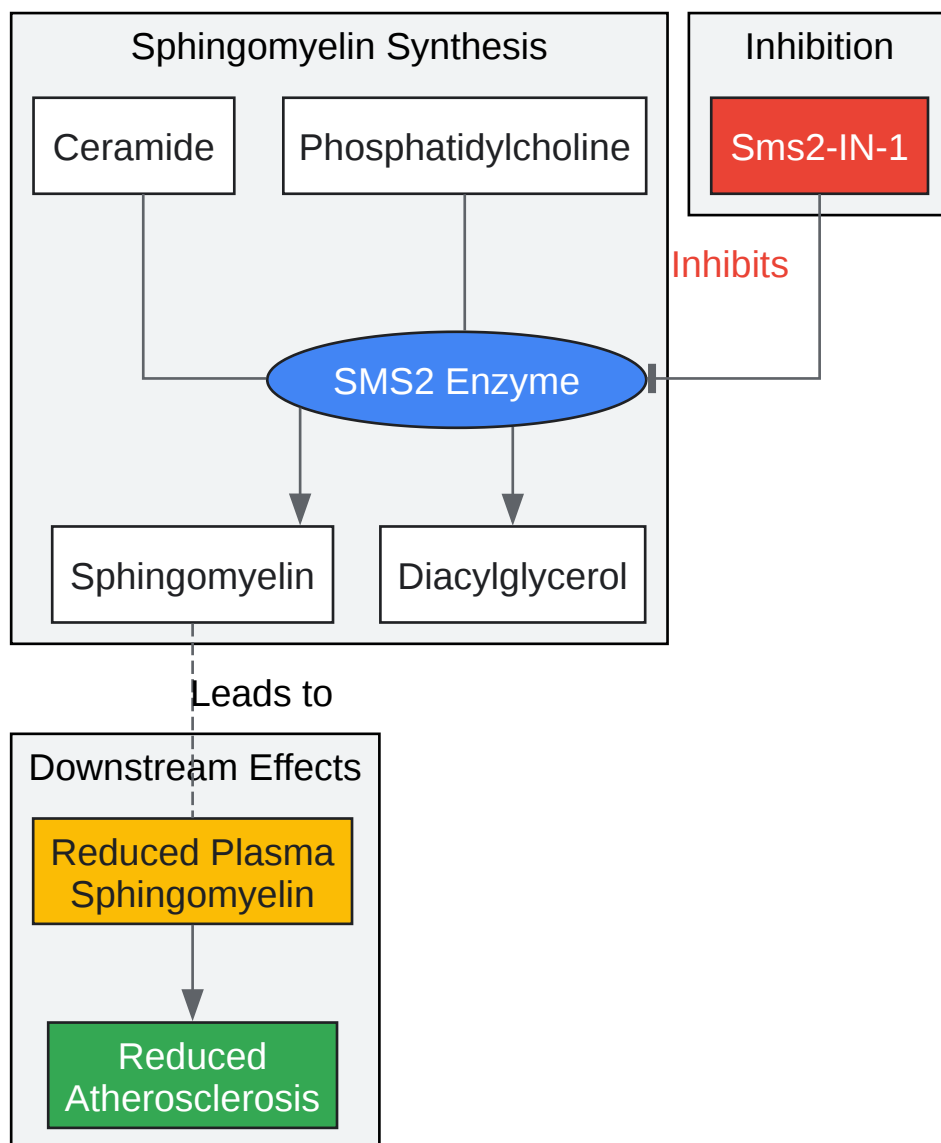 Sphingomyelin Synthesis
Inhibition
Ceramide
Phosphatidylcholine
Sms2-IN-1
Inhibits
SMS2 Enzyme
Sphingomyelin
Diacylglycerol
Leads to
Downstream Effects
Reduced Plasma
Sphingomyelin
Reduced
Atherosclerosis